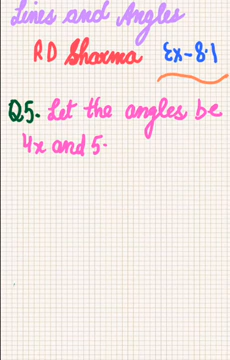 Lines and Angles
RD Sharma Ex-8.1
Q5. Let the angles be
4x and 5.